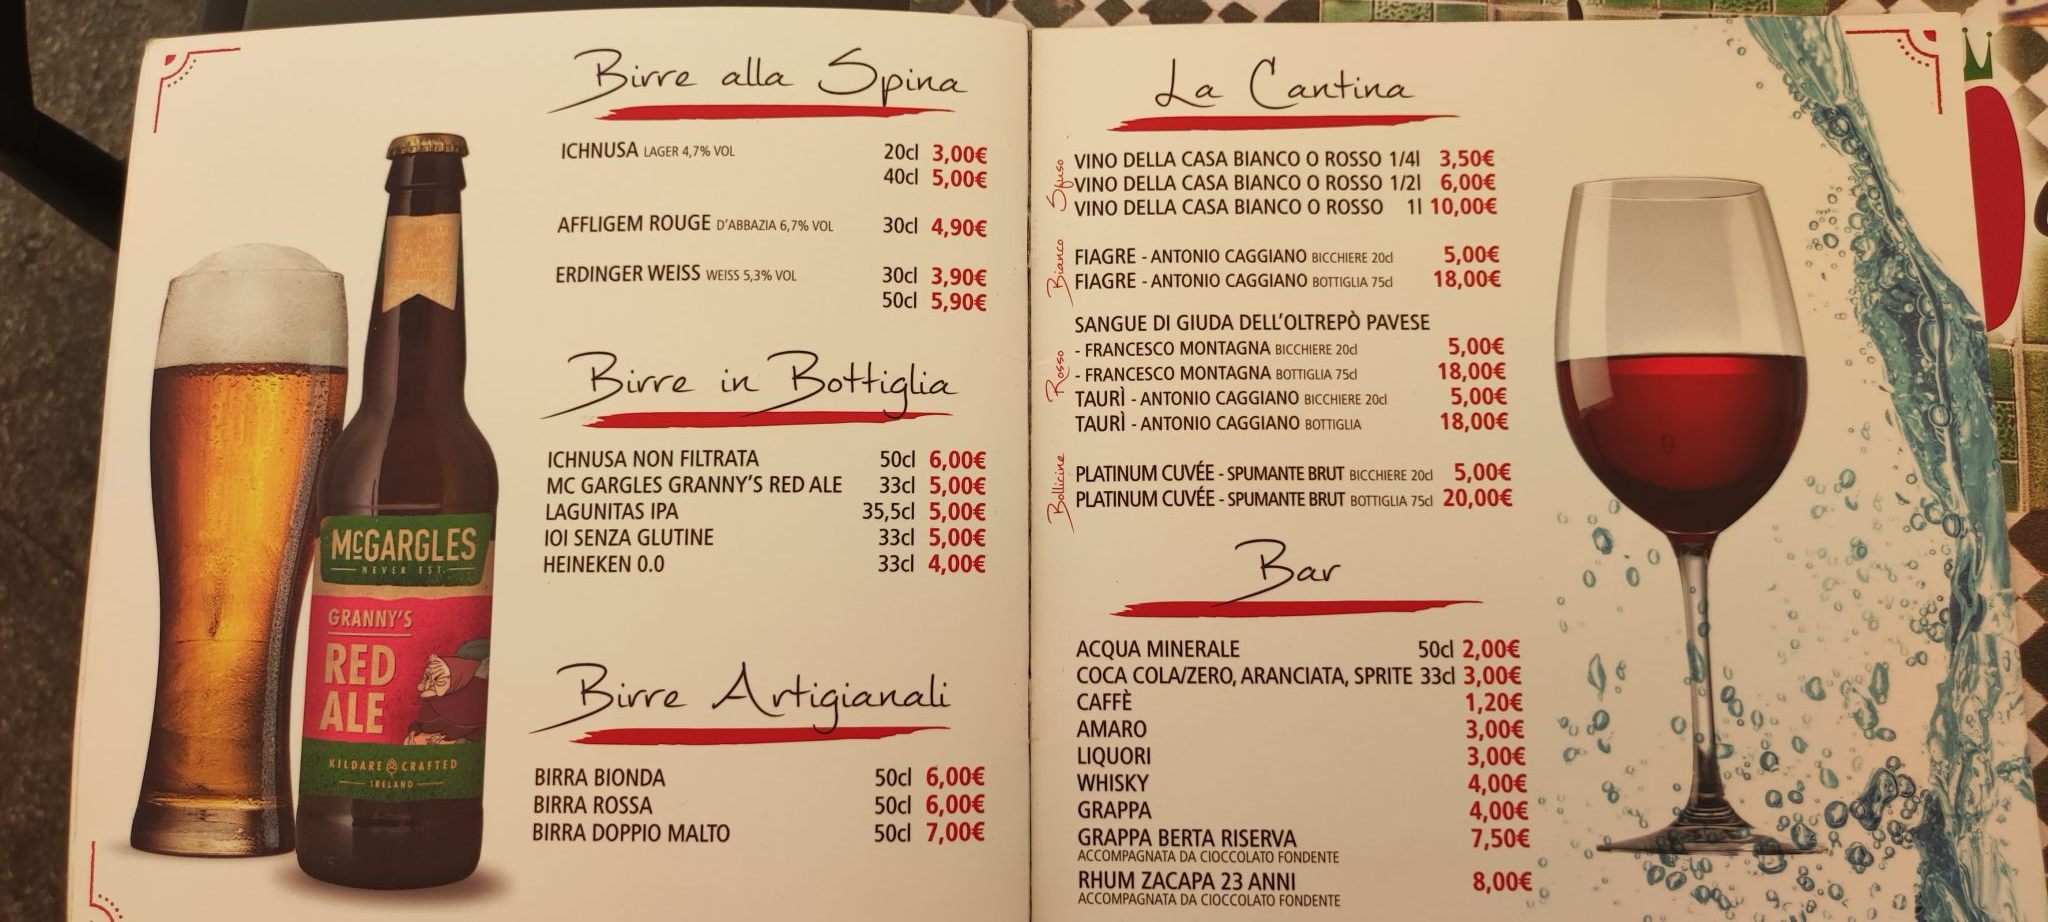 Birre alla Spina
ICHNUSA LAGER 4,7% VOL 20cl 3,00€
40cl 5,00€
AFFLIGEM ROUGE D'ABBAZIA 6,7% VOL 30cl 4,90€
ERDINGER WEISS WEISS 5,3% VOL 30cl 3,90€
50cl 5,90€
Birre in Bottiglia
ICHNUSA NON FILTRATA 50cl 6,00€
MC GARGLES GRANNY'S RED ALE 33cl 5,00€
LAGUNITAS IPA 35,5cl 5,00€
IOI SENZA GLUTINE 33cl 5,00€
HEINEKEN 0.0 33cl 4,00€
Birre Artigianali
BIRRA BIONDA 50cl 6,00€
BIRRA ROSSA 50cl 6,00€
BIRRA DOPPIO MALTO 50cl 7,00€
McGARGLES
NEVER EST.
GRANNY'S
RED
ALE
KILDARE CRAFTED
IRELAND
La Cantina
Sfuso
VINO DELLA CASA BIANCO O ROSSO 1/4l 3,50€
VINO DELLA CASA BIANCO O ROSSO 1/2l 6,00€
VINO DELLA CASA BIANCO O ROSSO 1l 10,00€
Bianco
FIAGRE - ANTONIO CAGGIANO BICCHIERE 20cl 5,00€
FIAGRE - ANTONIO CAGGIANO BOTTIGLIA 75cl 18,00€
Rosso
SANGUE DI GIUDA DELL'OLTREPÒ PAVESE
- FRANCESCO MONTAGNA BICCHIERE 20cl 5,00€
- FRANCESCO MONTAGNA BOTTIGLIA 75cl 18,00€
TAURÌ - ANTONIO CAGGIANO BICCHIERE 20cl 5,00€
TAURÌ - ANTONIO CAGGIANO BOTTIGLIA 18,00€
Bollicine
PLATINUM CUVÉE - SPUMANTE BRUT BICCHIERE 20cl 5,00€
PLATINUM CUVÉE - SPUMANTE BRUT BOTTIGLIA 75cl 20,00€
Bar
ACQUA MINERALE 50cl 2,00€
COCA COLA/ZERO, ARANCIATA, SPRITE 33cl 3,00€
CAFFÈ 1,20€
AMARO 3,00€
LIQUORI 3,00€
WHISKY 4,00€
GRAPPA 4,00€
GRAPPA BERTA RISERVA 7,50€
ACCOMPAGNATA DA CIOCCOLATO FONDENTE
RHUM ZACAPA 23 ANNI 8,00€
ACCOMPAGNATA DA CIOCCOLATO FONDENTE